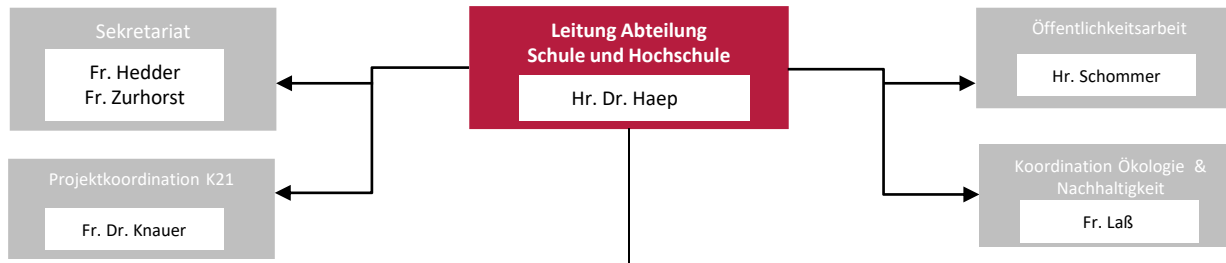 Sekretariat
Fr. Hedder
Fr. Zurhorst
Leitung Abteilung
Schule und Hochschule
Hr. Dr. Haep
Öffentlichkeitsarbeit
Hr. Schommer
Projektkoordination K21
Fr. Dr. Knauer
Koordination Ökologie &
Nachhaltigkeit
Fr. Laß